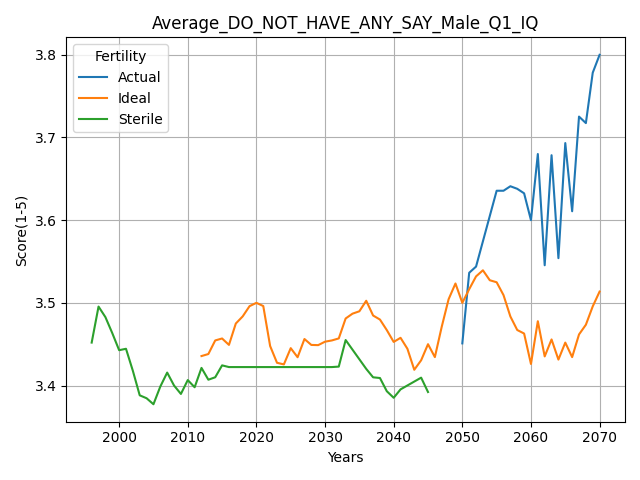 Average_DO_NOT_HAVE_ANY_SAY_Male_Q1_IQ
Fertility
Actual
Ideal
Sterile
Score(1-5)
3.8
3.7
3.6
3.5
3.4
2000 2010 2020 2030 2040 2050 2060 2070
Years